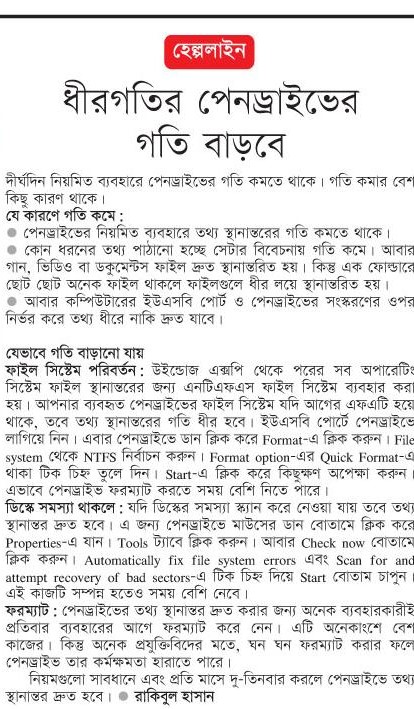 হেল্পলাইন
ধীরগতির পেনড্রাইভের
গতি বাড়বে
দীর্ঘদিন নিয়মিত ব্যবহারে পেনড্রাইভের গতি কমতে থাকে। গতি কমার বেশ
কিছু কারণ থাকে।
যে কারণে গতি কমে :
● পেনড্রাইভের নিয়মিত ব্যবহারে তথ্য স্থানান্তরের গতি কমতে থাকে।
● কোন ধরনের তথ্য পাঠানো হচ্ছে সেটার বিবেচনায় গতি কমে। আবার
গান, ভিডিও বা ডকুমেন্টস ফাইল দ্রুত স্থানান্তরিত হয়। কিন্তু এক ফোল্ডারে
ছোট ছোট অনেক ফাইল থাকলে ফাইলগুলে ধীর লয়ে স্থানান্তরিত হয়।
● আবার কম্পিউটারের ইউএসবি পোর্ট ও পেনড্রাইভের সংস্করণের ওপর
নির্ভর করে তথ্য ধীরে নাকি দ্রুত যাবে।
যেভাবে গতি বাড়ানো যায়
ফাইল সিস্টেম পরিবর্তন : উইন্ডোজ এক্সপি থেকে পরের সব অপারেটিং
সিস্টেম ফাইল স্থানান্তরের জন্য এনটিএফএস ফাইল সিস্টেম ব্যবহার করা
হয়। আপনার ব্যবহৃত পেনড্রাইভের ফাইল সিস্টেম যদি আগের এফএটি হয়ে
থাকে, তবে তথ্য স্থানান্তরের গতি ধীর হবে। ইউএসবি পোর্টে পেনড্রাইভ
লাগিয়ে নিন। এবার পেনড্রাইভে ডান ক্লিক করে Format-এ ক্লিক করুন। File
system থেকে NTFS নির্বাচন করুন। Format option-এর Quick Format-এ
থাকা টিক চিহ্ন তুলে দিন। Start-এ ক্লিক করে কিছুক্ষণ অপেক্ষা করুন।
এভাবে পেনড্রাইভ ফরম্যাট করতে সময় বেশি নিতে পারে।
ডিস্কে সমস্যা থাকলে : যদি ডিস্কের সমস্যা স্ক্যান করে নেওয়া যায় তবে তথ্য
স্থানান্তর দ্রুত হবে। এ জন্য পেনড্রাইভে মাউসের ডান বোতামে ক্লিক করে
Properties-এ যান। Tools ট্যাবে ক্লিক করুন। আবার Check now বোতামে
ক্লিক করুন। Automatically fix file system errors এবং Scan for and
attempt recovery of bad sectors-এ টিক চিহ্ন দিয়ে Start বোতাম চাপুন।
এই কাজটি সম্পন্ন হতেও সময় বেশি নেবে।
ফরম্যাট : পেনড্রাইভের তথ্য স্থানান্তর দ্রুত করার জন্য অনেক ব্যবহারকারীই
প্রতিবার ব্যবহারের আগে ফরম্যাট করে নেন। এটি অনেকাংশে বেশ
কাজের। কিন্তু অনেক প্রযুক্তিবিদের মতে, ঘন ঘন ফরম্যাট করার ফলে
পেনড্রাইভ তার কর্মক্ষমতা হারাতে পারে।
নিয়মগুলো সাবধানে এবং প্রতি মাসে দু-তিনবার করলে পেনড্রাইভে তথ্য
স্থানান্তর দ্রুত হবে। ● রাকিবুল হাসান